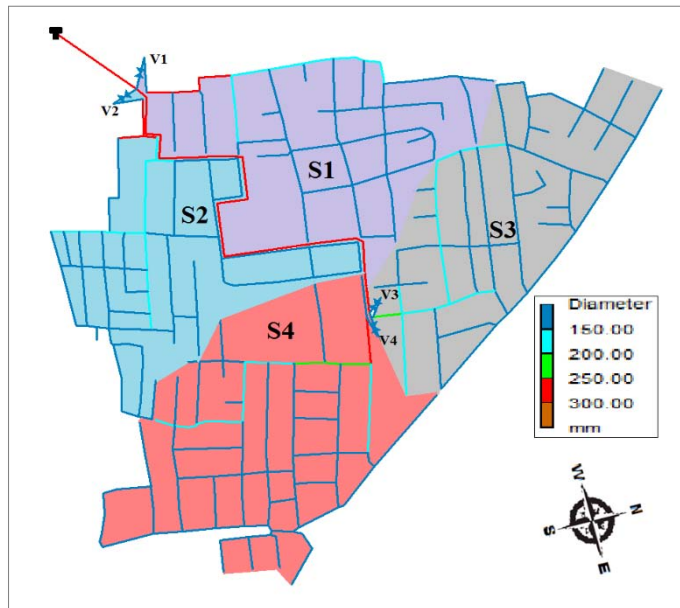 V1
V2
S1
S2
S3
V3
S4
V4
Diameter
150.00
200.00
250.00
300.00
mm
W
N
S
E